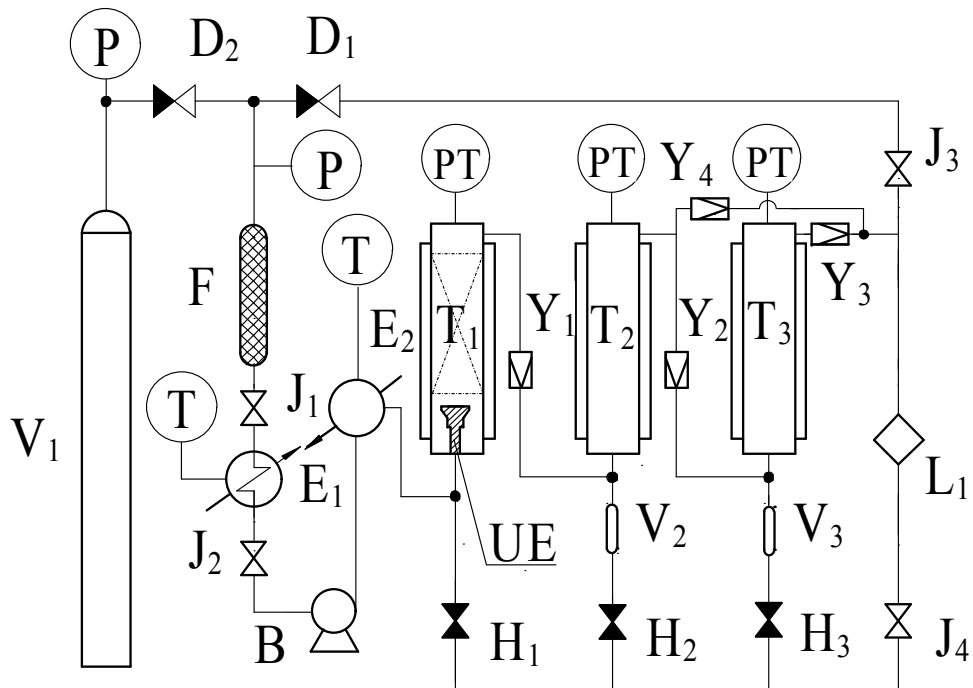 P
D₂
D₁
P
PT
PT
PT
Y₄
J₃
T
F
E₂
T₁
Y₁
T₂
Y₂
T₃
Y₃
T
J₁
V₁
E₁
L₁
J₂
UE
V₂
V₃
B
H₁
H₂
H₃
J₄